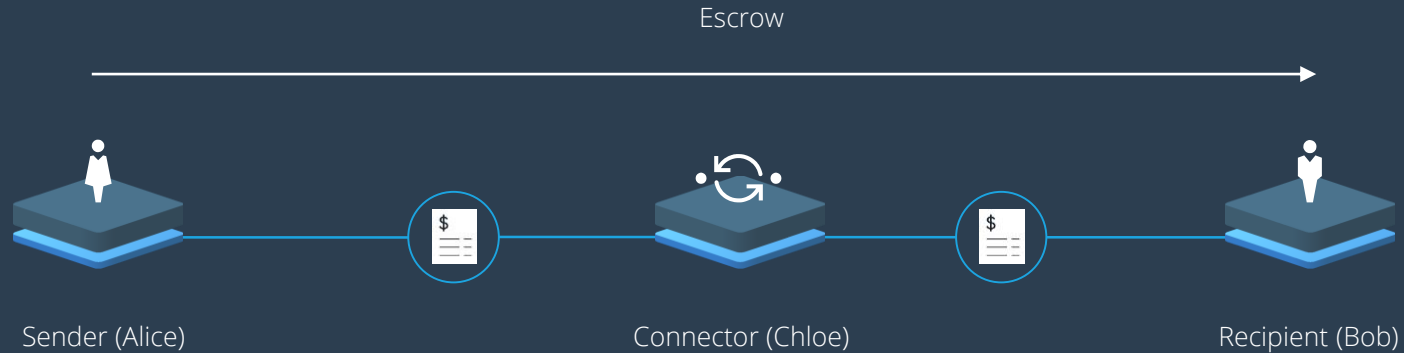 Escrow
$
$
Sender (Alice)
Connector (Chloe)
Recipient (Bob)